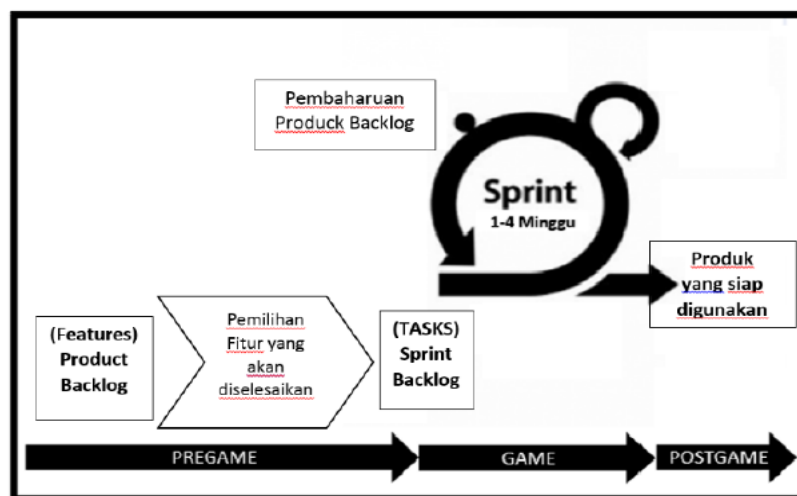 Pembaharuan
Produck Backlog
Sprint
1-4 Minggu
Produk
yang siap
digunakan
(Features)
Product
Backlog
Pemilihan
Fitur yang
akan
diselesaikan
(TASKS)
Sprint
Backlog
PREGAME
GAME
POSTGAME